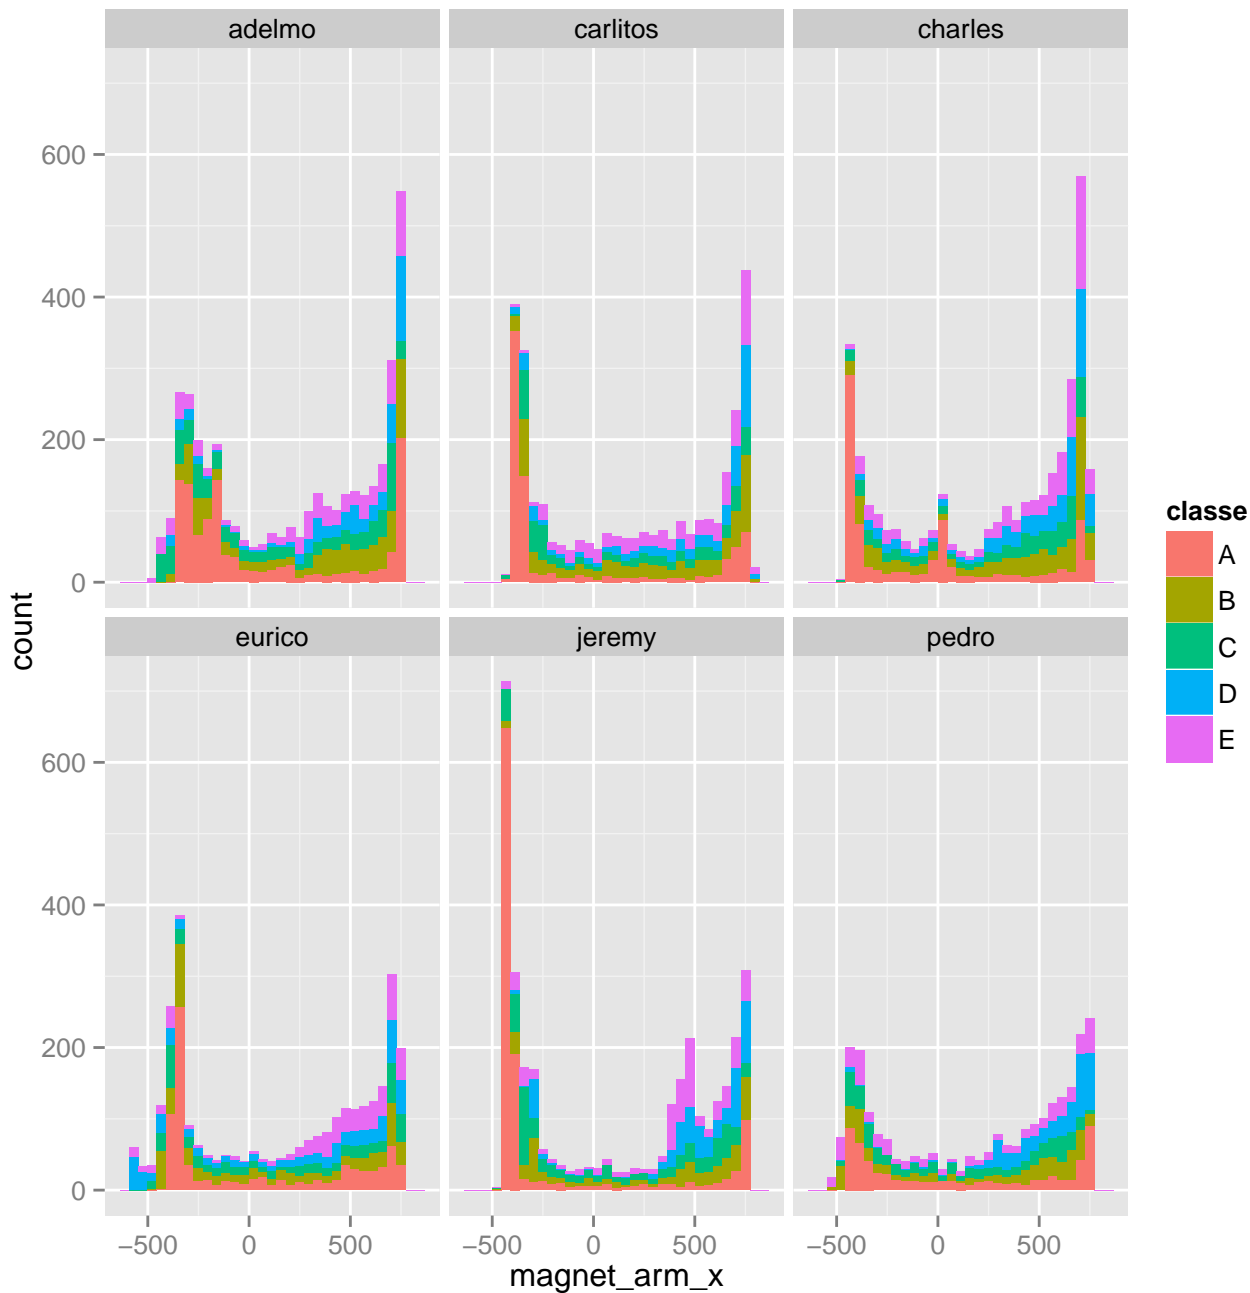 adelmo carlitos charles
600
400
200
0
count
eurico jeremy pedro
600
400
200
0
−500 0 500 −500 0 500 −500 0 500
magnet_arm_x
classe
A
B
C
D
E